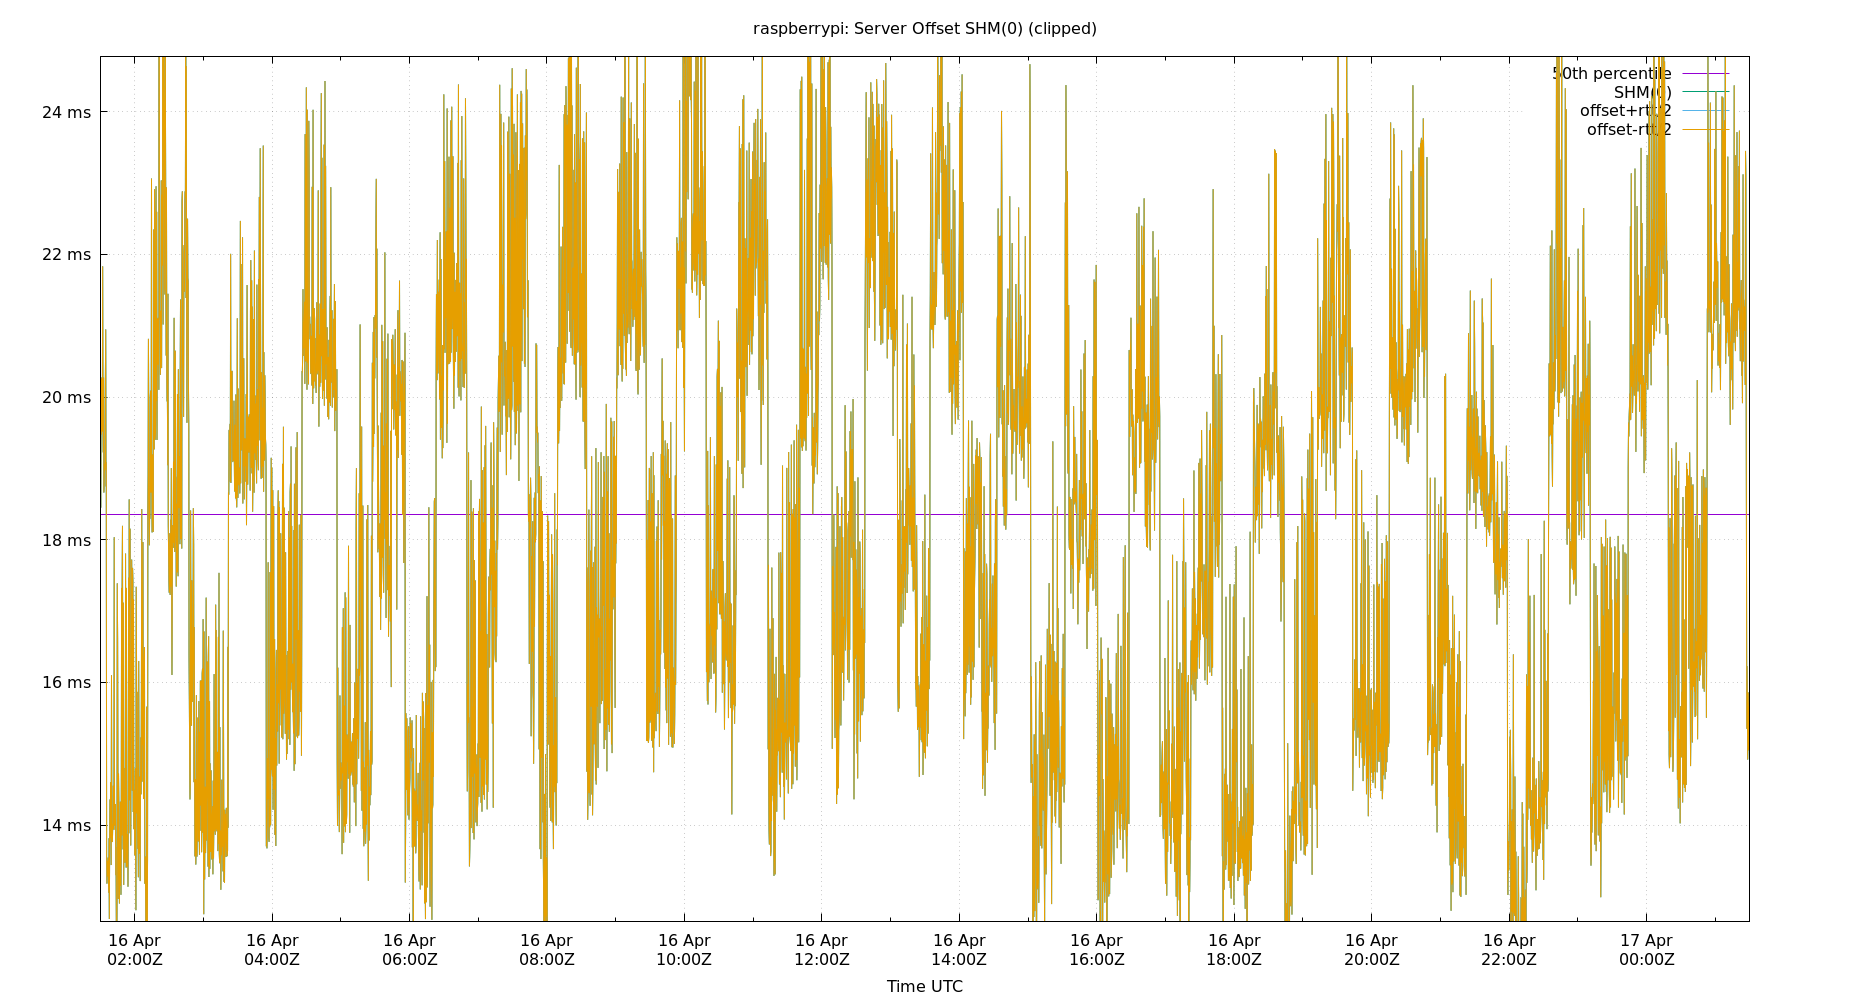 raspberrypi: Server Offset SHM(0) (clipped)
50th percentile
SHM(0)
offset+rtt/2
offset-rtt/2
24 ms
22 ms
20 ms
18 ms
16 ms
14 ms
16 Apr 16 Apr 16 Apr 16 Apr 16 Apr 16 Apr 16 Apr 16 Apr 16 Apr 16 Apr 16 Apr 17 Apr
02:00Z 04:00Z 06:00Z 08:00Z 10:00Z 12:00Z 14:00Z 16:00Z 18:00Z 20:00Z 22:00Z 00:00Z
Time UTC